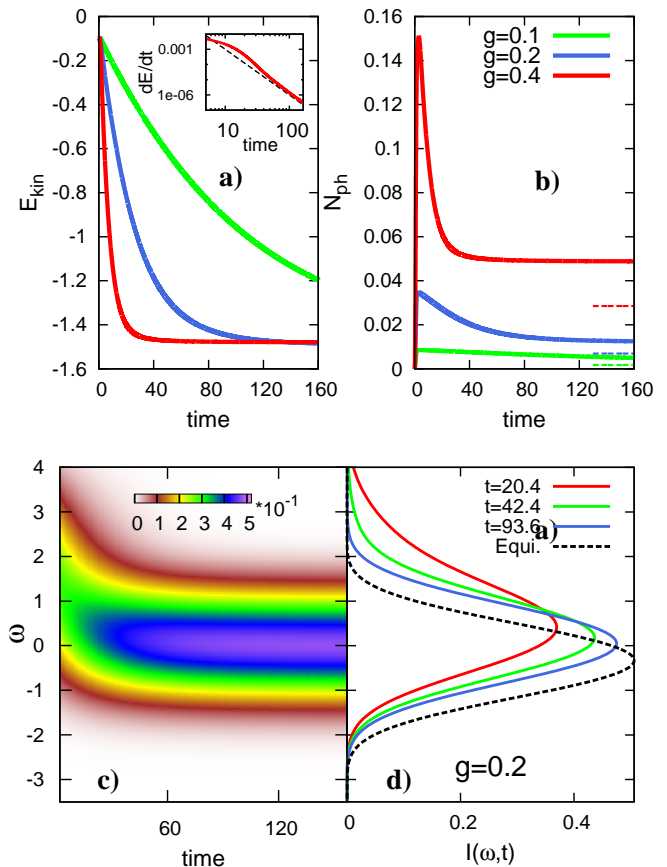 0
-0.2
-0.4
-0.6
-0.8
-1
-1.2
-1.4
-1.6
0 40 80 120 160
E_kin
time
a)
0.001
1e-06
dE/dt
10 100
time
0.16
0.14
0.12
0.1
0.08
0.06
0.04
0.02
0
0 40 80 120 160
N_ph
time
b)
g=0.1
g=0.2
g=0.4
4
3
2
1
0
-1
-2
-3
ω
0 1 2 3 4 5 *10^-1
c)
60 120
time
t=20.4
t=42.4
t=93.6
a)
Equi.
d)
g=0.2
0 0.2 0.4
I(ω,t)